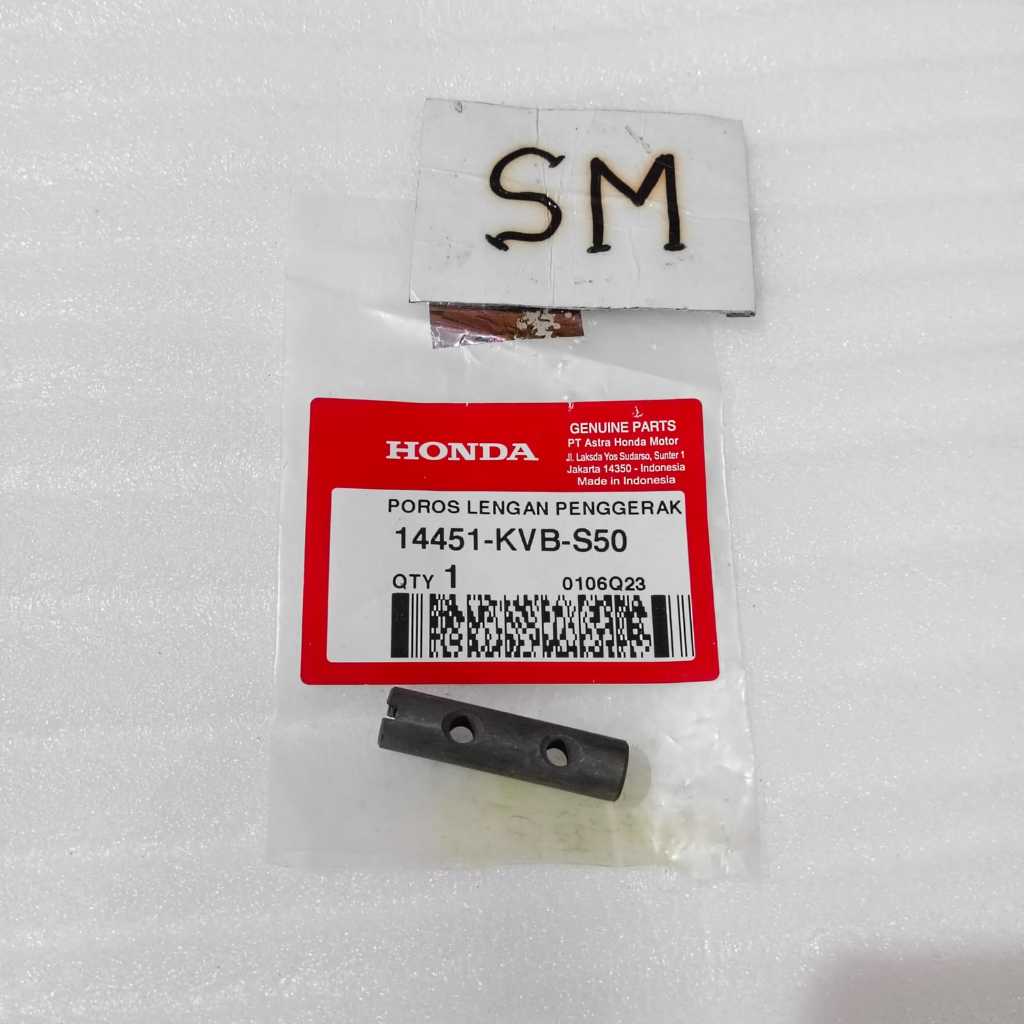 SM
HONDA
GENUINE PARTS
PT Astra Honda Motor
Jl. Laksda Yos Sudarso, Sunter 1
Jakarta 14350 - Indonesia
Made in Indonesia
POROS LENGAN PENGGERAK
14451-KVB-S50
QTY 1 0106Q23